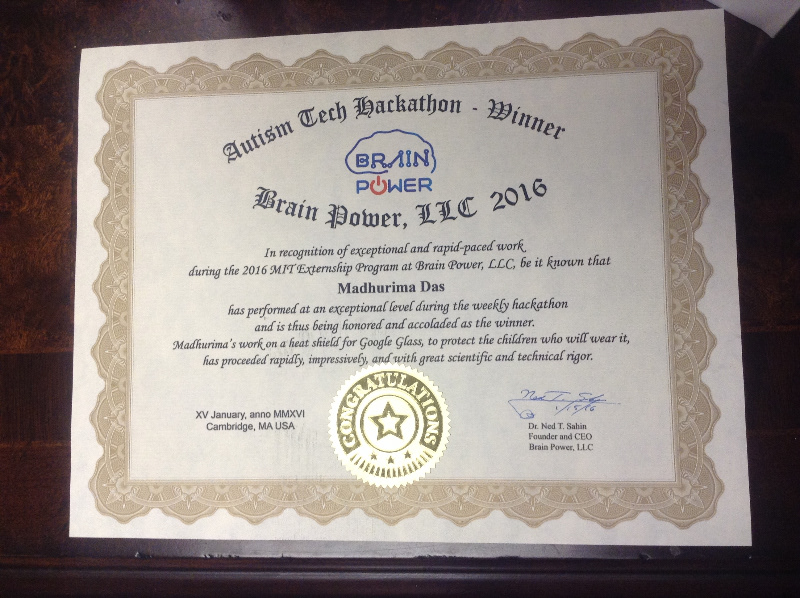 Autism Tech Hackathon - Winner
BRAIN
POWER
Brain Power, LLC 2016
In recognition of exceptional and rapid-paced work
during the 2016 MIT Externship Program at Brain Power, LLC, be it known that
Madhurima Das
has performed at an exceptional level during the weekly hackathon
and is thus being honored and accoladed as the winner.
Madhurima's work on a heat shield for Google Glass, to protect the children who will wear it,
has proceeded rapidly, impressively, and with great scientific and technical rigor.
CONGRATULATIONS
XV January, anno MMXVI
Cambridge, MA USA
Ned T. Sahin
1/15/16
Dr. Ned T. Sahin
Founder and CEO
Brain Power, LLC